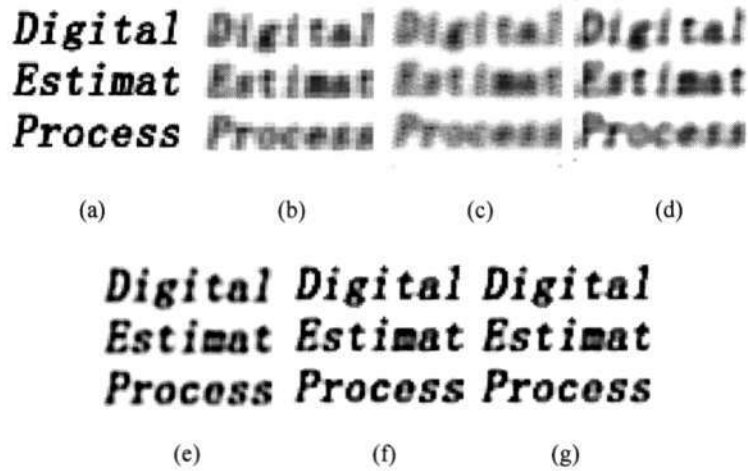 Digital Digital Digital Digital
Estimat Estimat Estimat Estimat
Process Process Process Process
(a) (b) (c) (d)
Digital Digital Digital
Estimat Estimat Estimat
Process Process Process
(e) (f) (g)